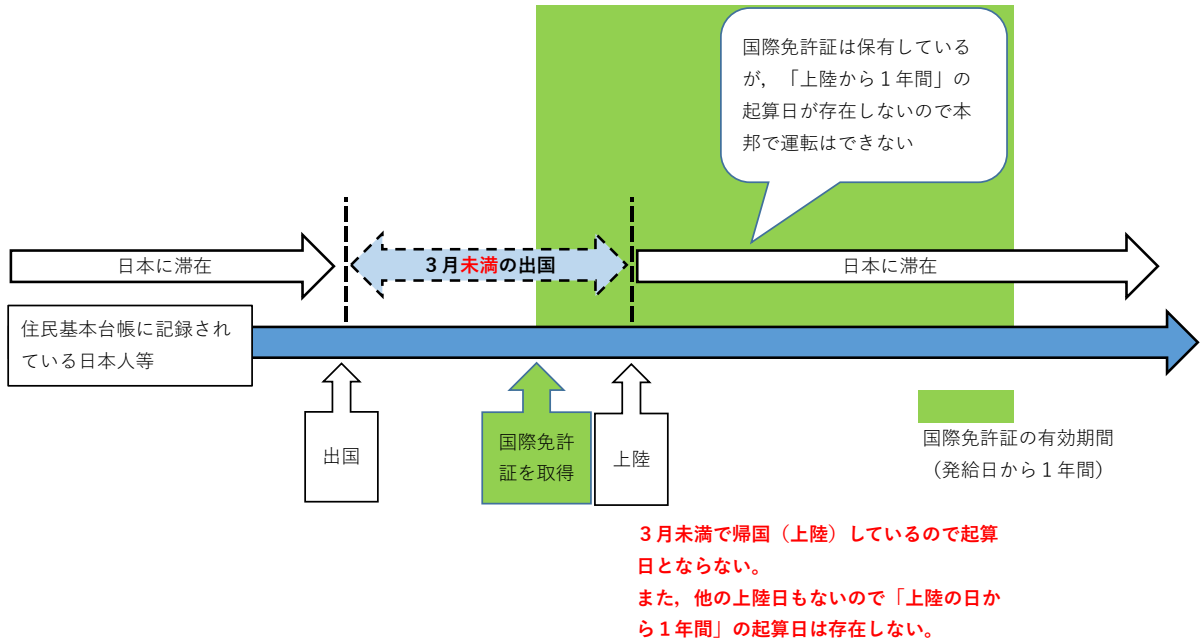 国際免許証は保有している
が，「上陸から１年間」の
起算日が存在しないので本
邦で運転はできない
日本に滞在
３月未満の出国
日本に滞在
住民基本台帳に記録され
ている日本人等
出国
国際免許
証を取得
上陸
国際免許証の有効期間
（発給日から１年間）
３月未満で帰国（上陸）しているので起算
日とならない。
また，他の上陸日もないので「上陸の日か
ら１年間」の起算日は存在しない。